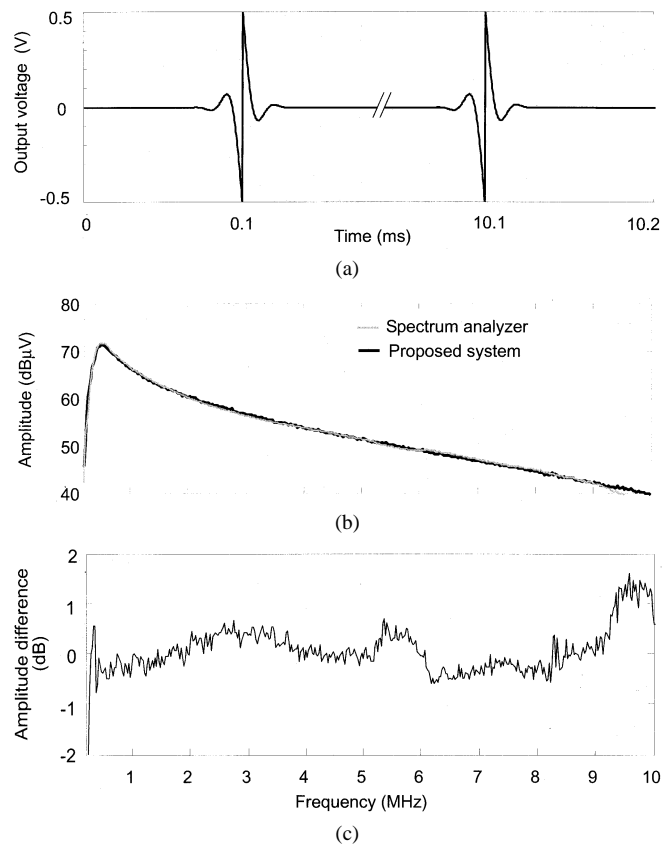 0.5
Output voltage (V)
0
-0.5
0
0.1
10.1
10.2
Time (ms)
(a)
80
Spectrum analyzer
70
Proposed system
Amplitude (dBμV)
60
50
40
(b)
2
1
Amplitude difference
(dB)
0
-1
-2
1 2 3 4 5 6 7 8 9 10
Frequency (MHz)
(c)